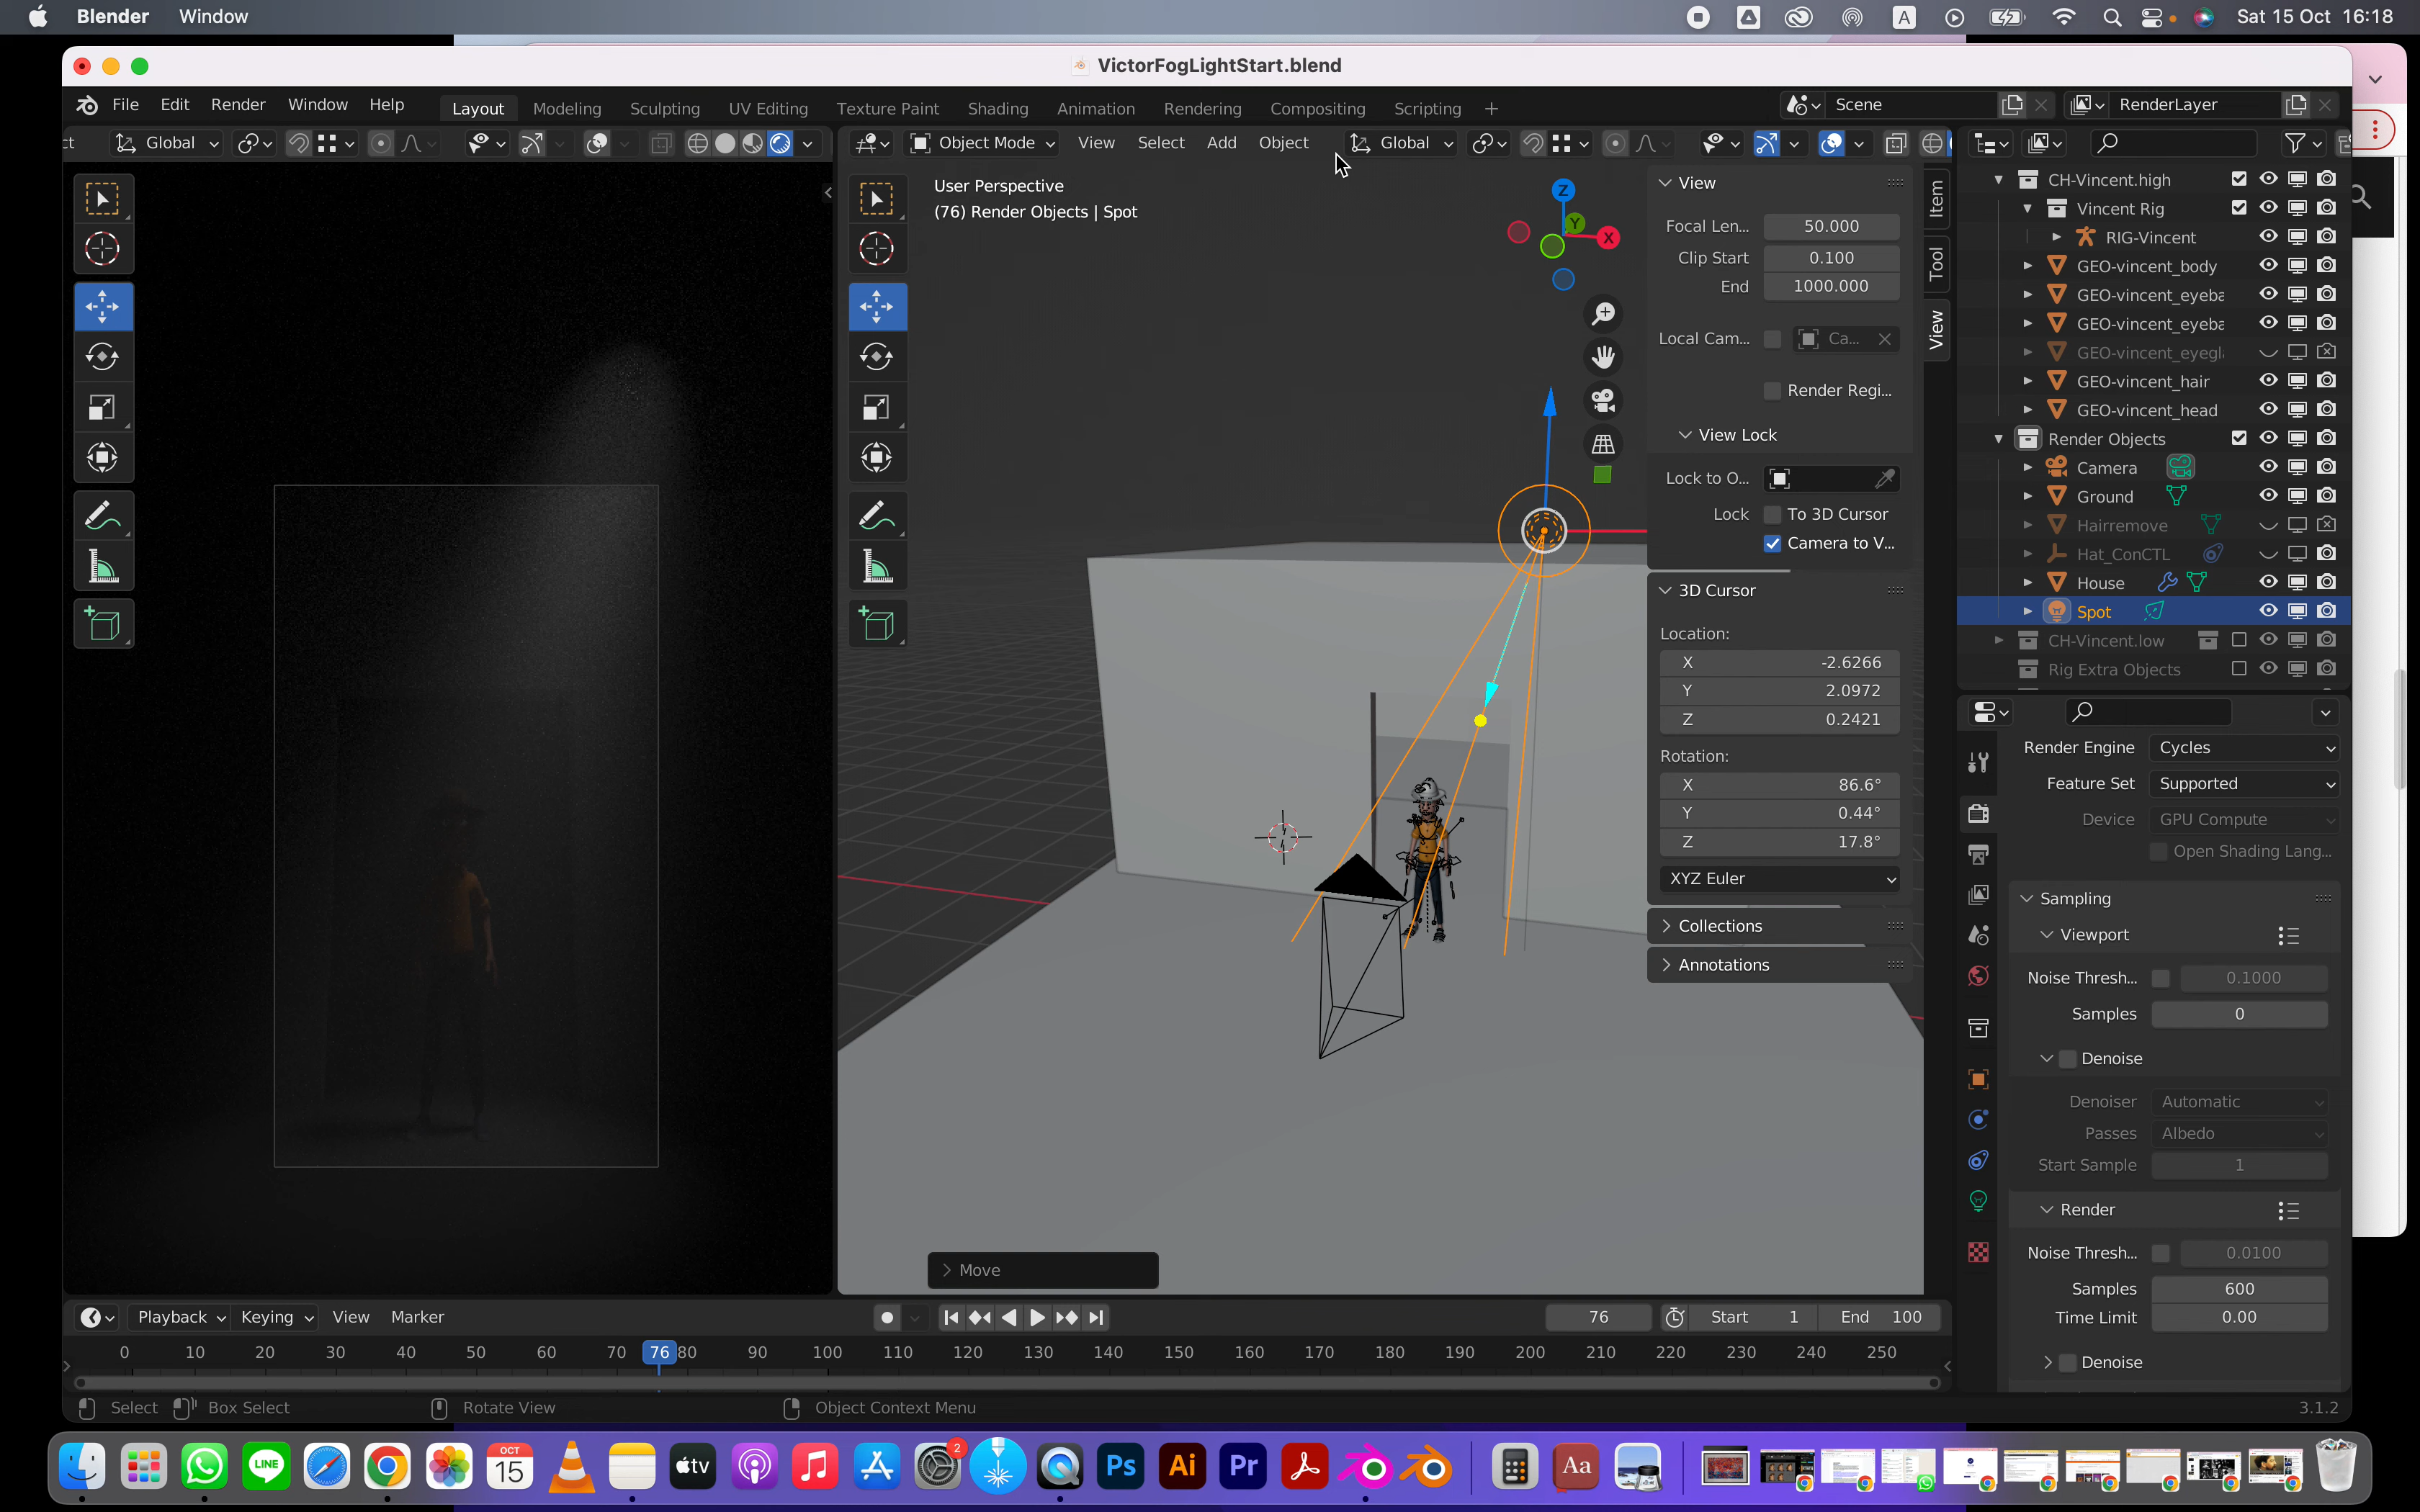 Blender Window
A
Sat 15 Oct 16:18
VictorFogLightStart.blend
File Edit Render Window Help
Layout Modeling Sculpting UV Editing Texture Paint Shading Animation Rendering Compositing Scripting +
Scene
RenderLayer
ct Global
Object Mode View Select Add Object Global
User Perspective
(76) Render Objects | Spot
Z
Y
X
View
Focal Len... 50.000
Clip Start 0.100
End 1000.000
Local Cam... Ca...
Render Regi...
View Lock
Lock to O...
Lock To 3D Cursor
Camera to V...
3D Cursor
Location:
X -2.6266
Y 2.0972
Z 0.2421
Rotation:
X 86.6°
Y 0.44°
Z 17.8°
XYZ Euler
Collections
Annotations
Item
Tool
View
CH-Vincent.high
Vincent Rig
RIG-Vincent
GEO-vincent_body
GEO-vincent_eyeba
GEO-vincent_eyeba
GEO-vincent_eyegl
GEO-vincent_hair
GEO-vincent_head
Render Objects
Camera
Ground
Hairremove
Hat_ConCTL
House
Spot
CH-Vincent.low
Rig Extra Objects
Render Engine Cycles
Feature Set Supported
Device GPU Compute
Open Shading Lang...
Sampling
Viewport
Noise Thresh... 0.1000
Samples 0
Denoise
Denoiser Automatic
Passes Albedo
Start Sample 1
Render
Noise Thresh... 0.0100
Samples 600
Time Limit 0.00
Denoise
Move
Playback Keying View Marker
76 Start 1 End 100
0 10 20 30 40 50 60 70 76 80 90 100 110 120 130 140 150 160 170 180 190 200 210 220 230 240 250
Select Box Select Rotate View Object Context Menu 3.1.2
LINE
OCT
15
tv
2
Ps
Ai
Pr
Aa